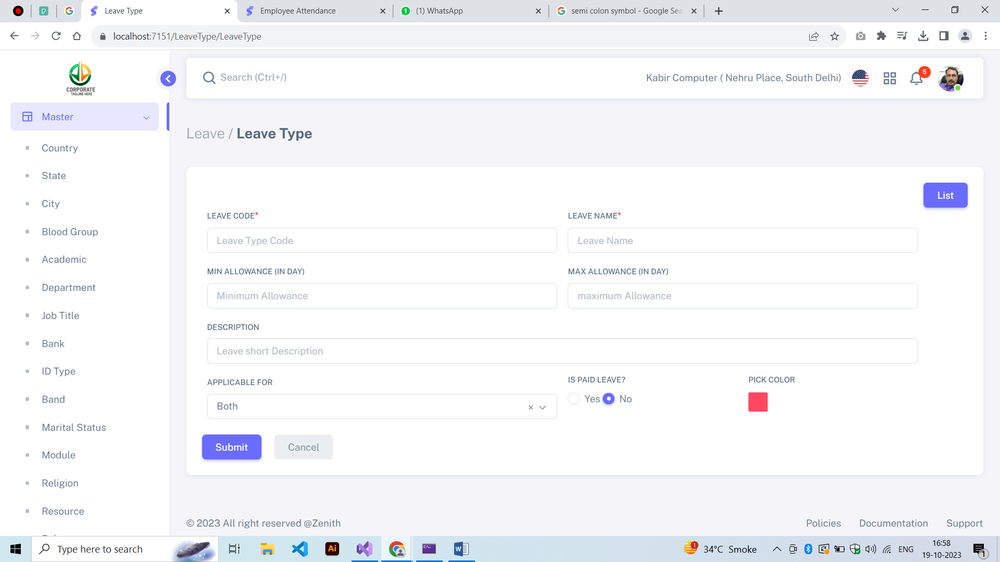 Leave Type
Employee Attendance
(1) WhatsApp
semi colon symbol - Google Sea
localhost:7151/LeaveType/LeaveType
CORPORATE
TAGLINE HERE
Search (Ctrl+/)
Kabir Computer ( Nehru Place, South Delhi)
5
Master
Country
State
City
Blood Group
Academic
Department
Job Title
Bank
ID Type
Band
Marital Status
Module
Religion
Resource
Leave / Leave Type
List
LEAVE CODE*
LEAVE NAME*
Leave Type Code
Leave Name
MIN ALLOWANCE (IN DAY)
MAX ALLOWANCE (IN DAY)
Minimum Allowance
maximum Allowance
DESCRIPTION
Leave short Description
APPLICABLE FOR
IS PAID LEAVE?
PICK COLOR
Both
Yes
No
Submit
Cancel
© 2023 All right reserved @Zenith
Policies
Documentation
Support
Type here to search
Ai
1
34°C Smoke
ENG
16:58
19-10-2023
1